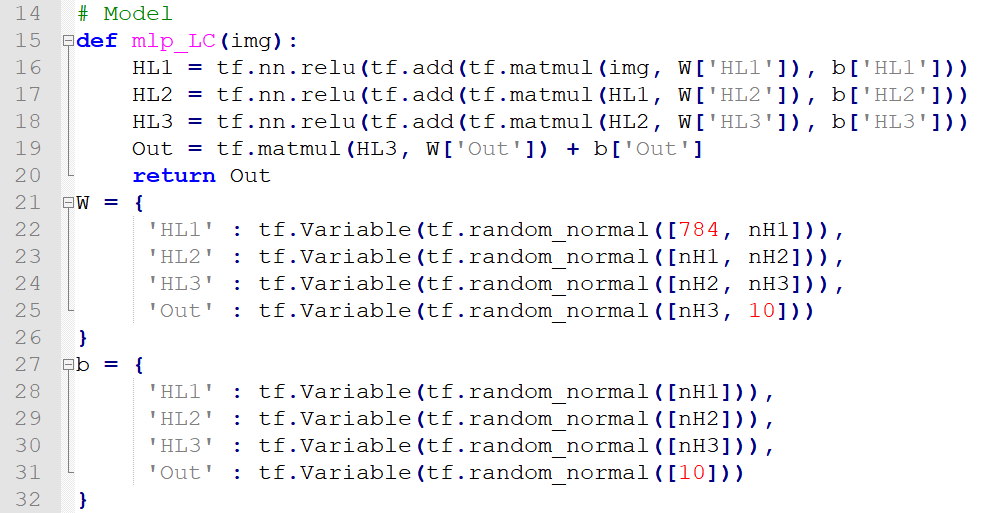 14 # Model
15 def mlp_LC(img):
16     HL1 = tf.nn.relu(tf.add(tf.matmul(img, W['HL1']), b['HL1']))
17     HL2 = tf.nn.relu(tf.add(tf.matmul(HL1, W['HL2']), b['HL2']))
18     HL3 = tf.nn.relu(tf.add(tf.matmul(HL2, W['HL3']), b['HL3']))
19     Out = tf.matmul(HL3, W['Out']) + b['Out']
20     return Out
21 W = {
22      'HL1' : tf.Variable(tf.random_normal([784, nH1])),
23      'HL2' : tf.Variable(tf.random_normal([nH1, nH2])),
24      'HL3' : tf.Variable(tf.random_normal([nH2, nH3])),
25      'Out' : tf.Variable(tf.random_normal([nH3, 10]))
26 }
27 b = {
28      'HL1' : tf.Variable(tf.random_normal([nH1])),
29      'HL2' : tf.Variable(tf.random_normal([nH2])),
30      'HL3' : tf.Variable(tf.random_normal([nH3])),
31      'Out' : tf.Variable(tf.random_normal([10]))
32 }